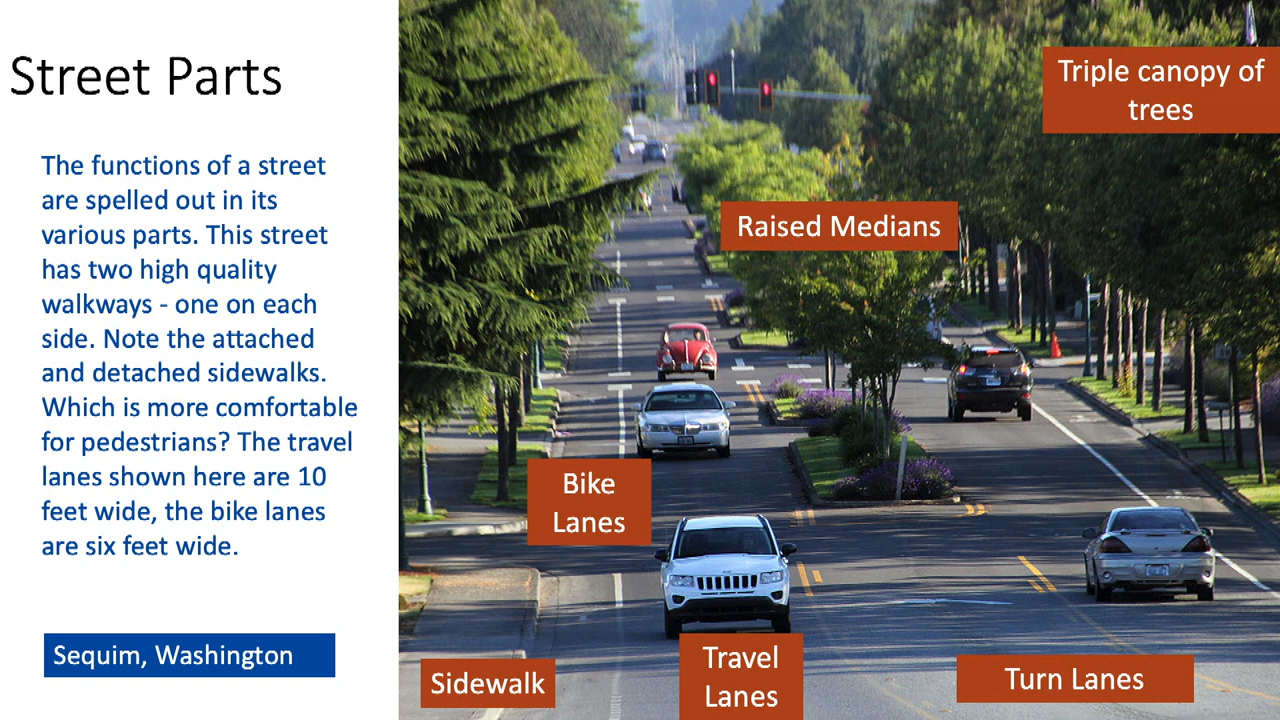 Street Parts
The functions of a street
are spelled out in its
various parts. This street
has two high quality
walkways - one on each
side. Note the attached
and detached sidewalks.
Which is more comfortable
for pedestrians? The travel
lanes shown here are 10
feet wide, the bike lanes
are six feet wide.
Sequim, Washington
Triple canopy of
trees
Raised Medians
Bike
Lanes
Sidewalk
Travel
Lanes
Turn Lanes